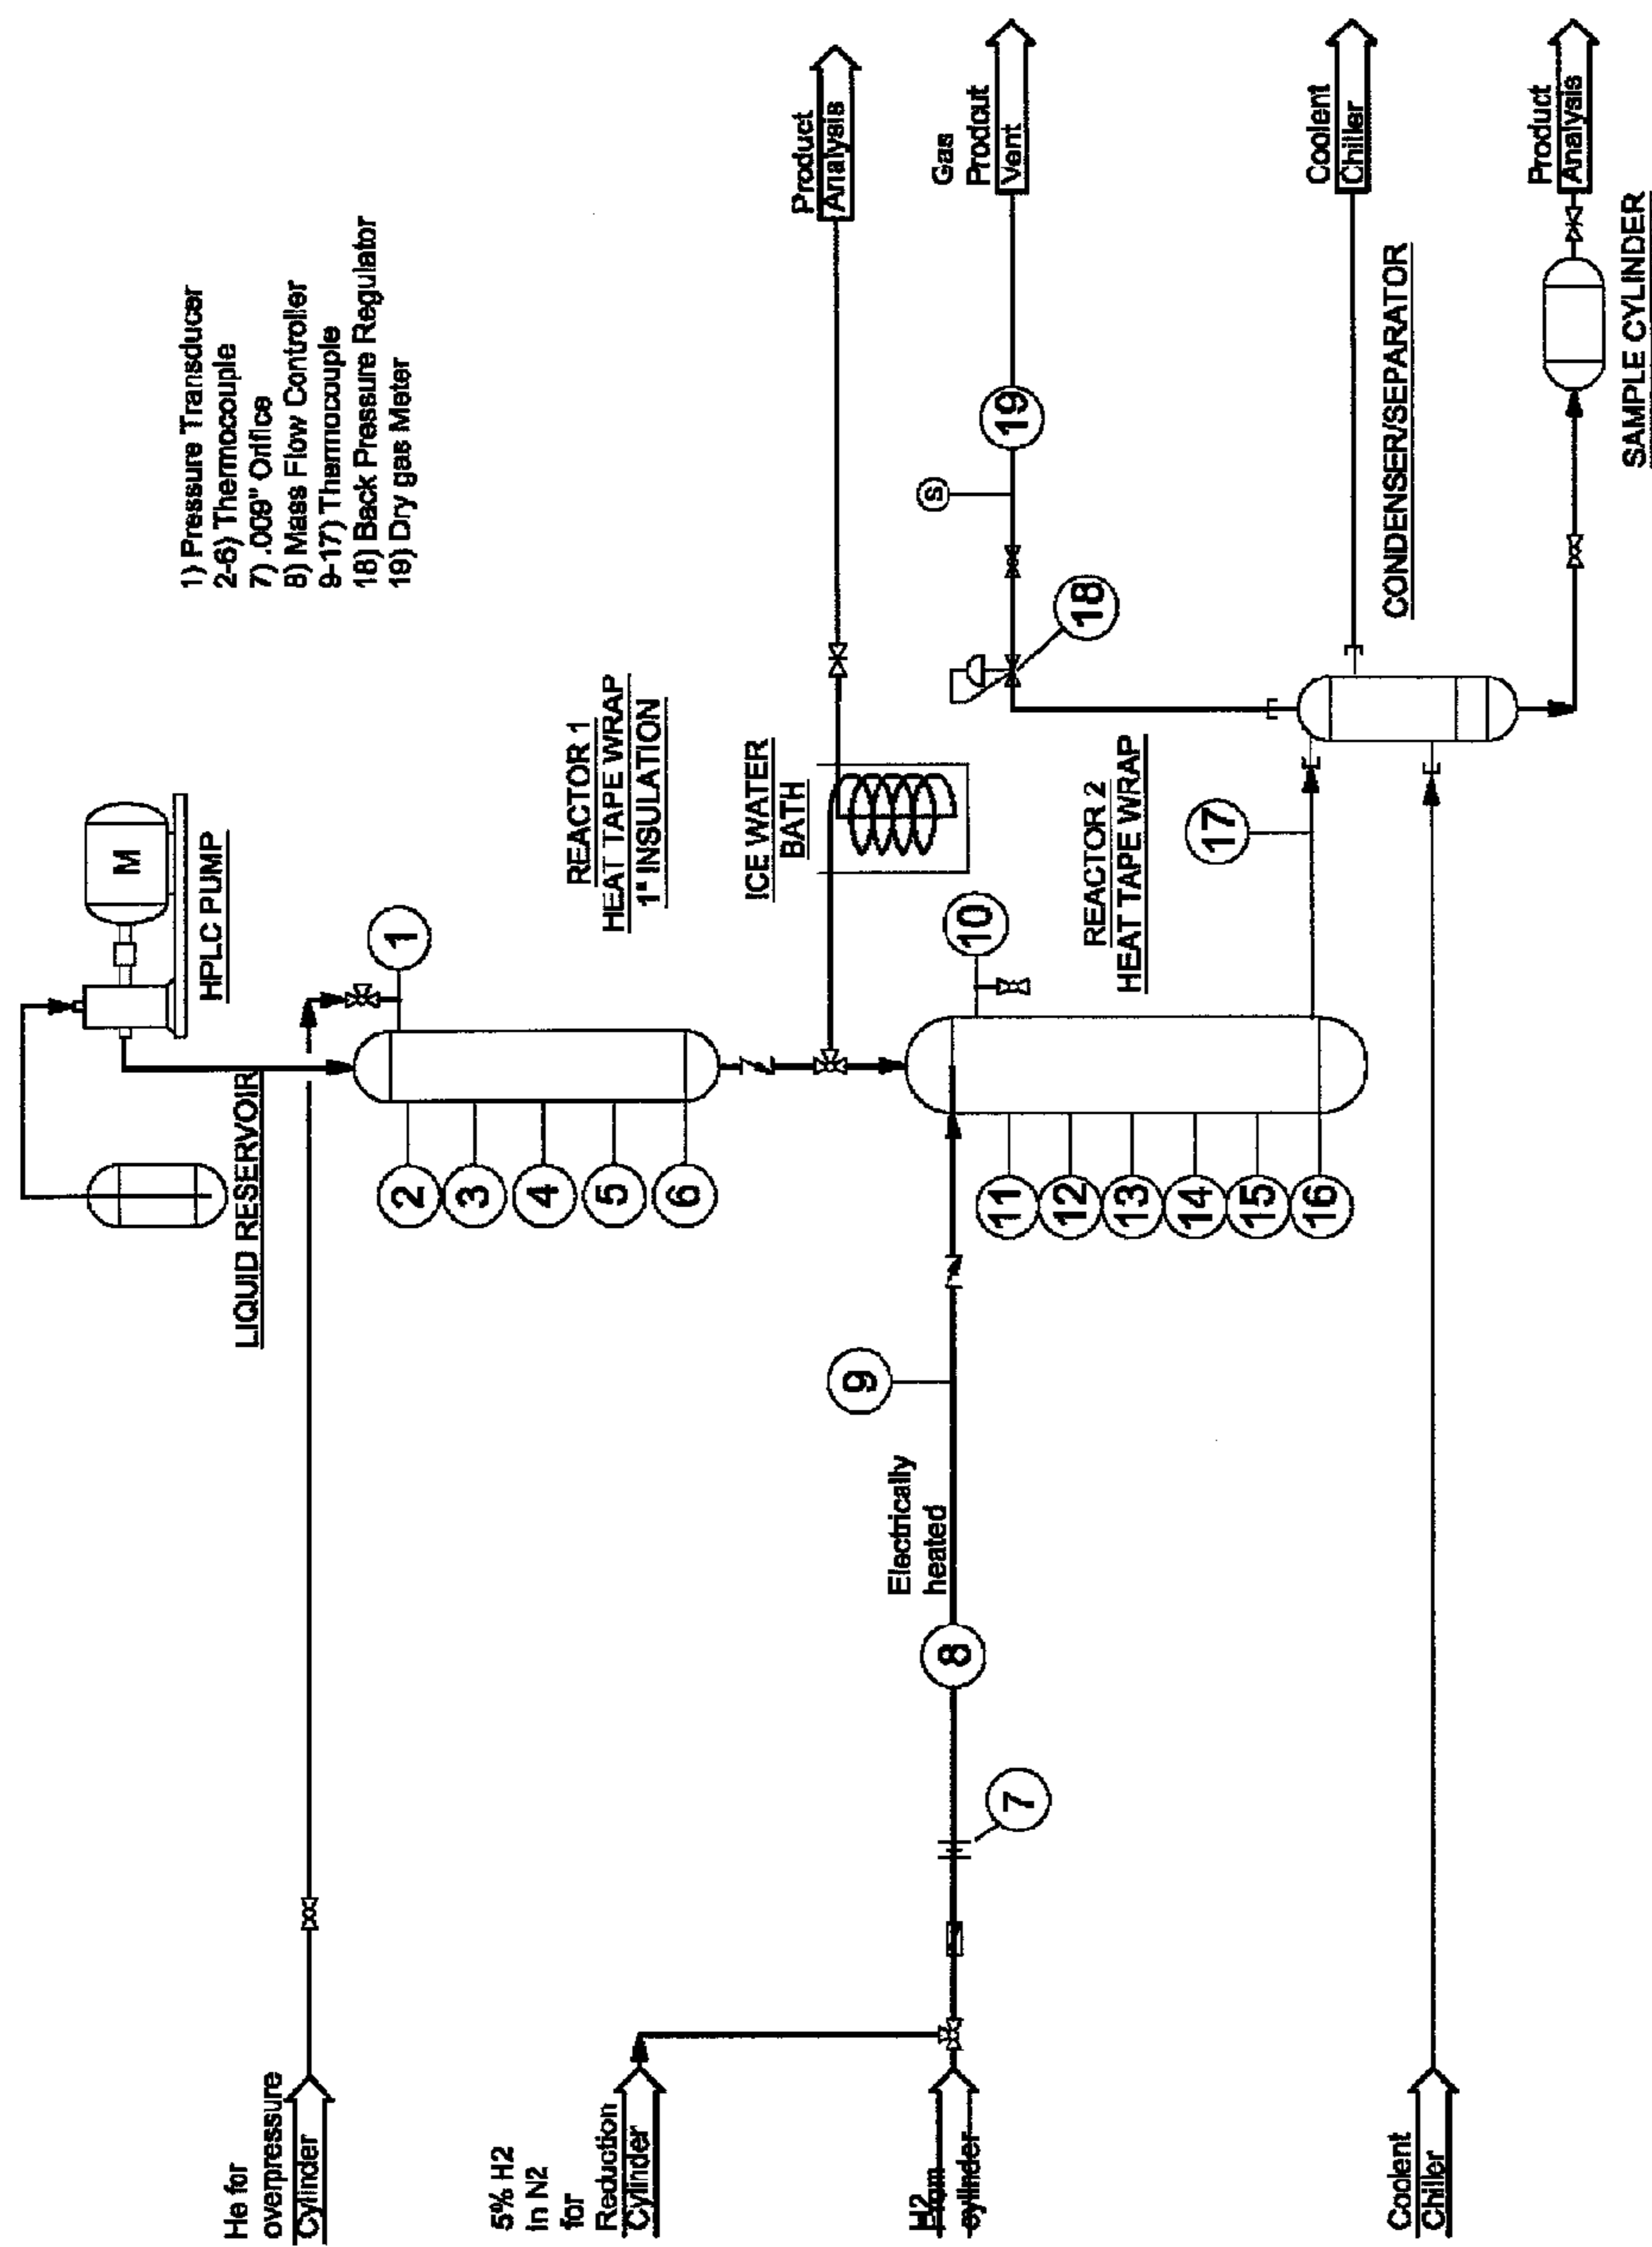 HPLC PUMP
M
LIQUID RESERVOIR
1) Pressure Transducer
2-6) Thermocouple
7) .009" Orifice
8) Mass Flow Controller
9-17) Thermocouple
18) Back Pressure Regulator
19) Dry gas Meter
He for
overpressure
Cylinder
1
2
3
4
5
6
REACTOR 1
HEAT TAPE WRAP
1" INSULATION
5% H2
in N2
for
Reduction
Cylinder
ICE WATER
BATH
Product
Analysis
H2
From
cylinder
7
8
Electrically
heated
9
10
11
12
13
14
15
16
REACTOR 2
HEAT TAPE WRAP
17
18
S
19
Gas
Prodcut
Vent
Coolent
Chiller
CONDENSER/SEPARATOR
Coolent
Chiller
Product
Analysis
SAMPLE CYLINDER